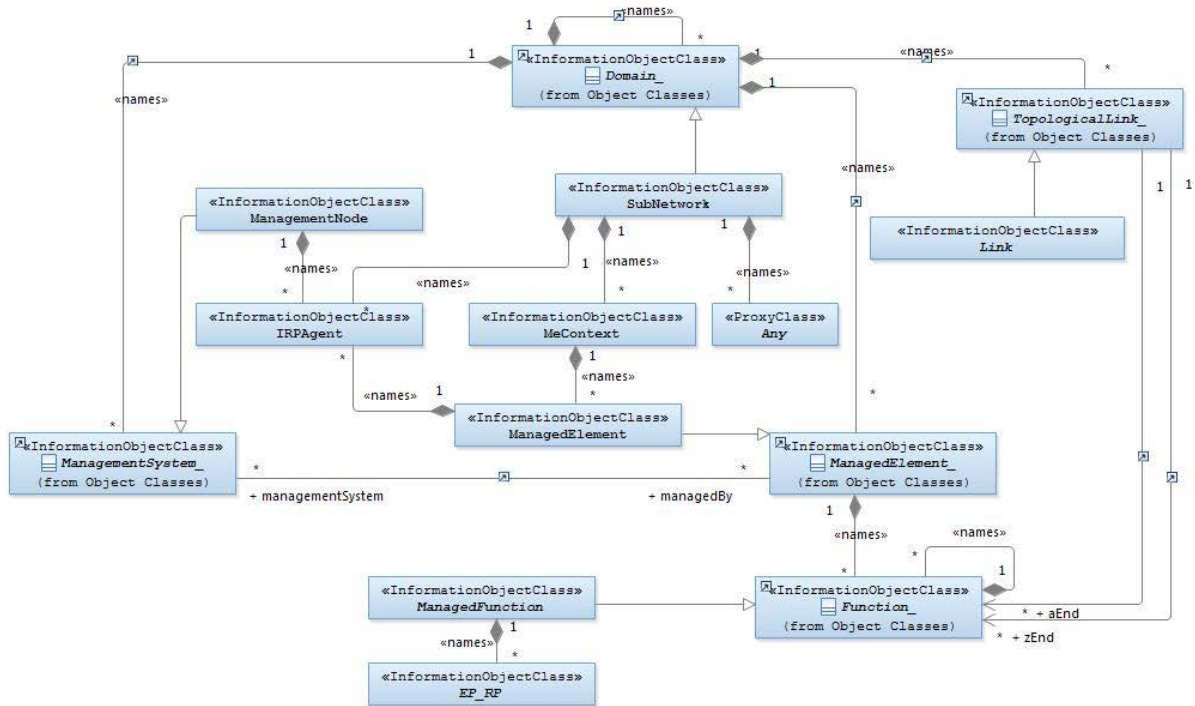 «names»
1
*
1
«InformationObjectClass»
Domain_
(from Object Classes)
1
«names»
*
1
«names»
«InformationObjectClass»
TopologicalLink_
(from Object Classes)
«names»
1
1
«InformationObjectClass»
SubNetwork
«InformationObjectClass»
ManagementNode
«InformationObjectClass»
Link
1
1
1
1
«names»
«names»
«names»
*
*
*
*
«InformationObjectClass»
IRPAgent
«InformationObjectClass»
MeContext
«ProxyClass»
Any
*
1
«names»
«names»
1
*
*
«InformationObjectClass»
ManagedElement
*
«InformationObjectClass»
ManagementSystem_
(from Object Classes)
«InformationObjectClass»
ManagedElement_
(from Object Classes)
*
*
+ managementSystem
+ managedBy
1
«names»
«names»
*
*
1
«InformationObjectClass»
ManagedFunction
«InformationObjectClass»
Function_
(from Object Classes)
* + aEnd
* + zEnd
1
«names»
*
«InformationObjectClass»
EP_RP